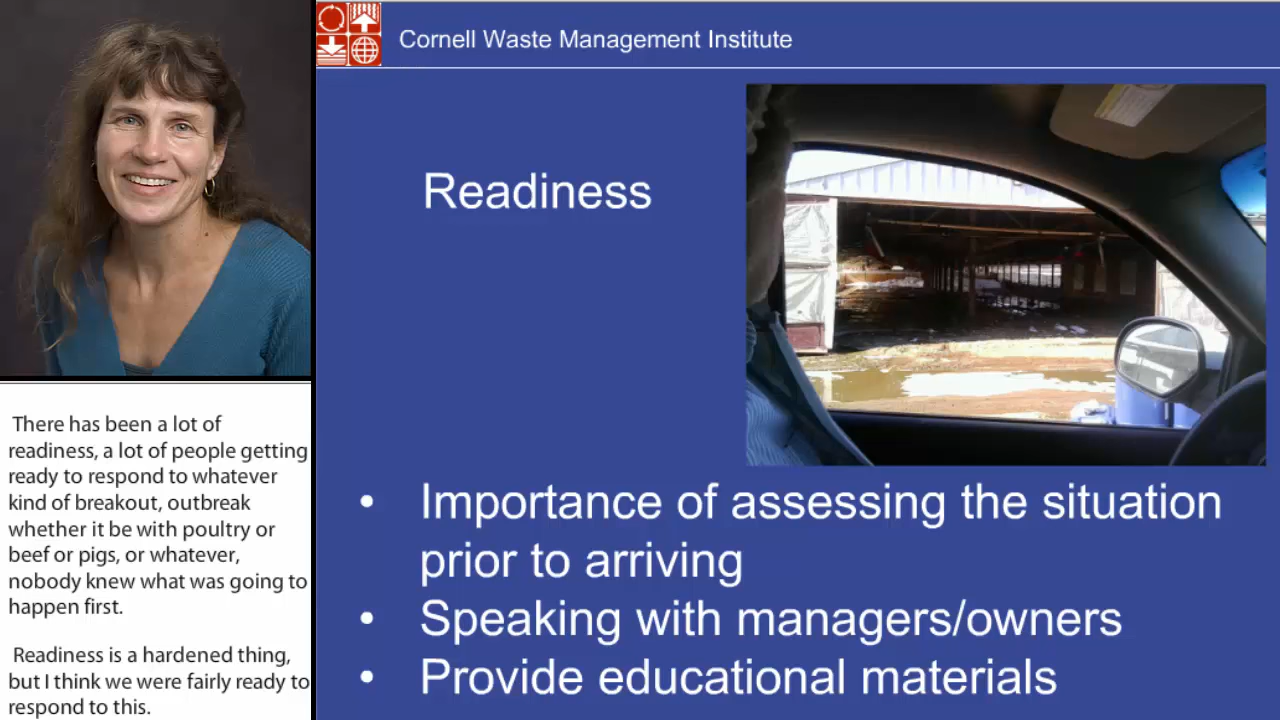 Cornell Waste Management Institute
Readiness
• Importance of assessing the situation
prior to arriving
• Speaking with managers/owners
• Provide educational materials
There has been a lot of
readiness, a lot of people getting
ready to respond to whatever
kind of breakout, outbreak
whether it be with poultry or
beef or pigs, or whatever,
nobody knew what was going to
happen first.
Readiness is a hardened thing,
but I think we were fairly ready to
respond to this.